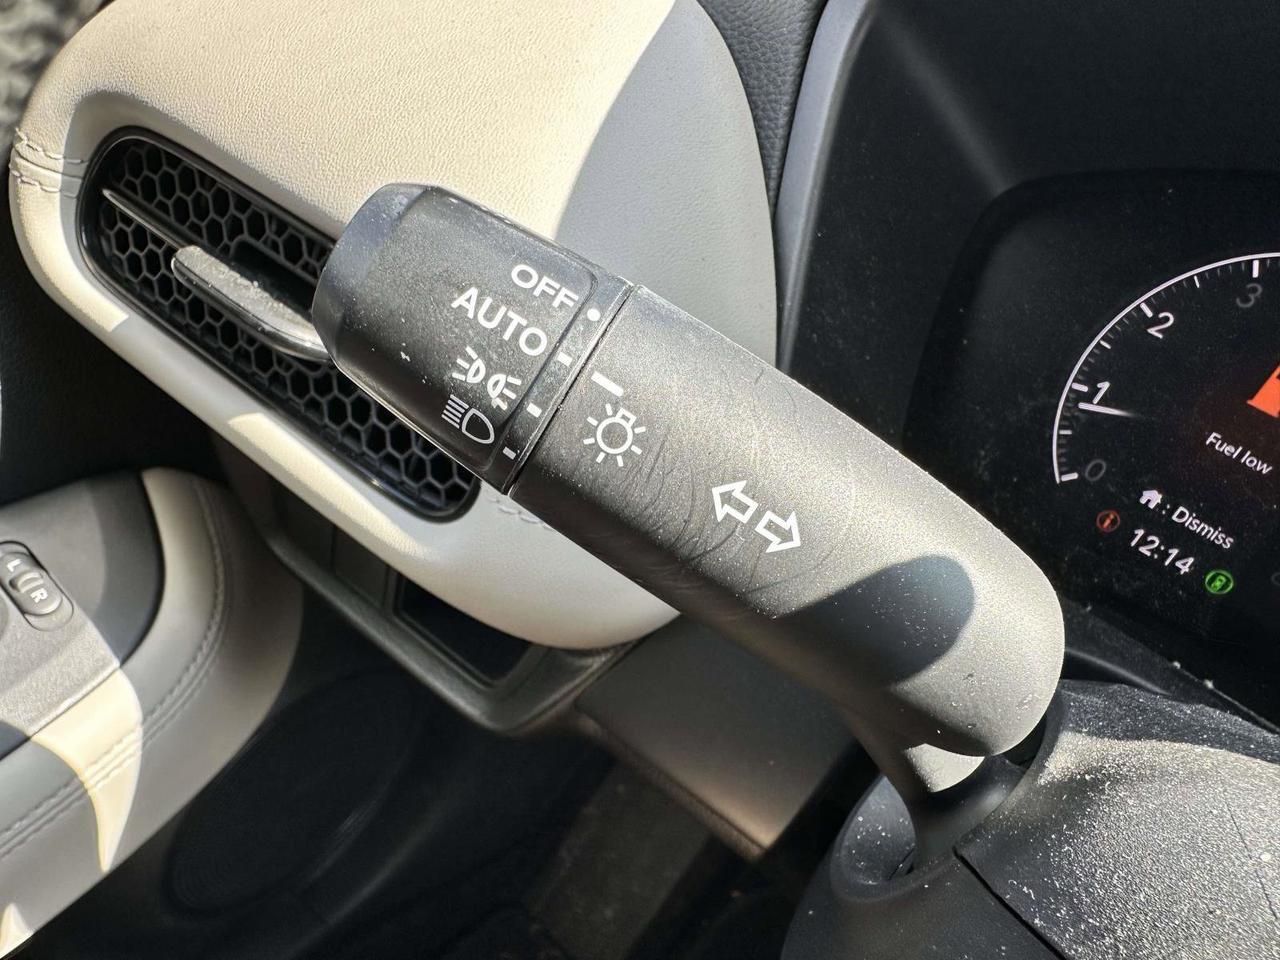 OFF
AUTO
3
2
1
0
Fuel low
: Dismiss
12:14
L
R